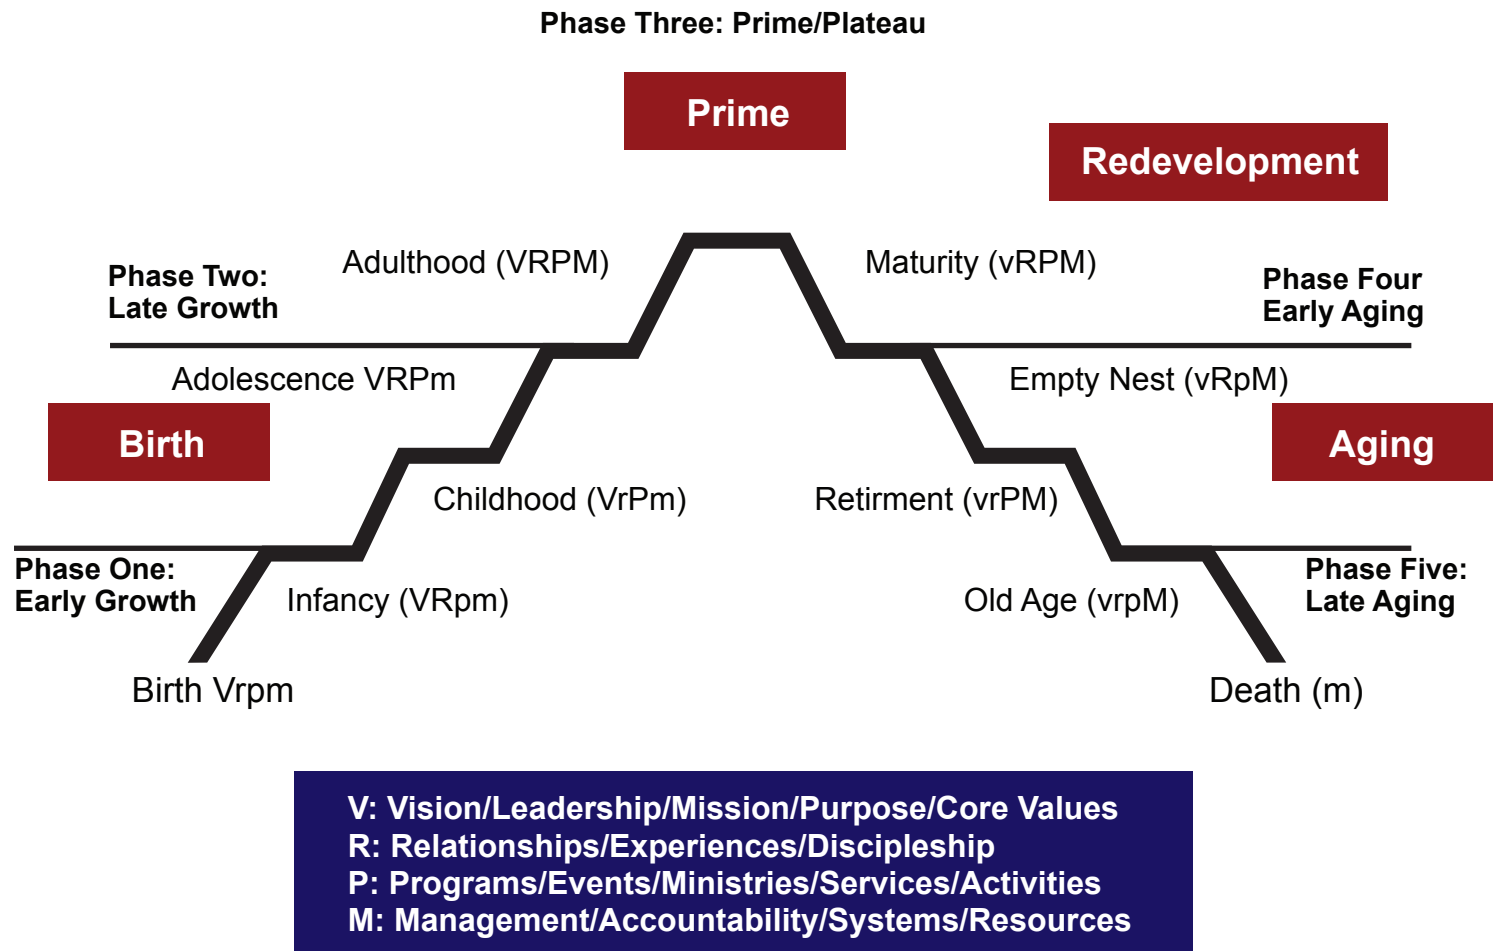 Phase Three: Prime/Plateau
Prime
Redevelopment
Adulthood (VRPM)
Maturity (vRPM)
Phase Two:
Late Growth
Phase Four
Early Aging
Adolescence VRPm
Empty Nest (vRpM)
Birth
Aging
Childhood (VrPm)
Retirment (vrPM)
Phase One:
Early Growth
Infancy (VRpm)
Old Age (vrpM)
Phase Five:
Late Aging
Birth Vrpm
Death (m)
V: Vision/Leadership/Mission/Purpose/Core Values
R: Relationships/Experiences/Discipleship
P: Programs/Events/Ministries/Services/Activities
M: Management/Accountability/Systems/Resources